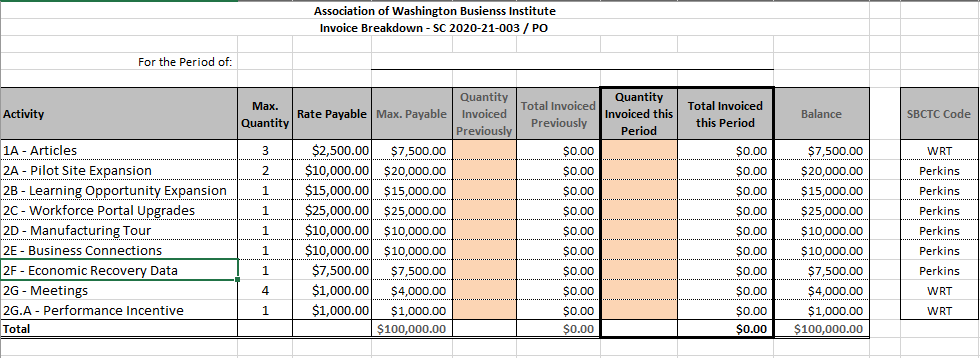 Association of Washington Busienss Institute
Invoice Breakdown - SC 2020-21-003 / PO
For the Period of:
Activity Max. Quantity Rate Payable Max. Payable Quantity Invoiced Previously Total Invoiced Previously Quantity Invoiced this Period Total Invoiced this Period Balance SBCTC Code
1A - Articles 3 $2,500.00 $7,500.00 $0.00 $0.00 $7,500.00 WRT
2A - Pilot Site Expansion 2 $10,000.00 $20,000.00 $0.00 $0.00 $20,000.00 Perkins
2B - Learning Opportunity Expansion 1 $15,000.00 $15,000.00 $0.00 $0.00 $15,000.00 Perkins
2C - Workforce Portal Upgrades 1 $25,000.00 $25,000.00 $0.00 $0.00 $25,000.00 Perkins
2D - Manufacturing Tour 1 $10,000.00 $10,000.00 $0.00 $0.00 $10,000.00 Perkins
2E - Business Connections 1 $10,000.00 $10,000.00 $0.00 $0.00 $10,000.00 Perkins
2F - Economic Recovery Data 1 $7,500.00 $7,500.00 $0.00 $0.00 $7,500.00 Perkins
2G - Meetings 4 $1,000.00 $4,000.00 $0.00 $0.00 $4,000.00 WRT
2G.A - Performance Incentive 1 $1,000.00 $1,000.00 $0.00 $0.00 $1,000.00 WRT
Total $100,000.00 $0.00 $0.00 $100,000.00